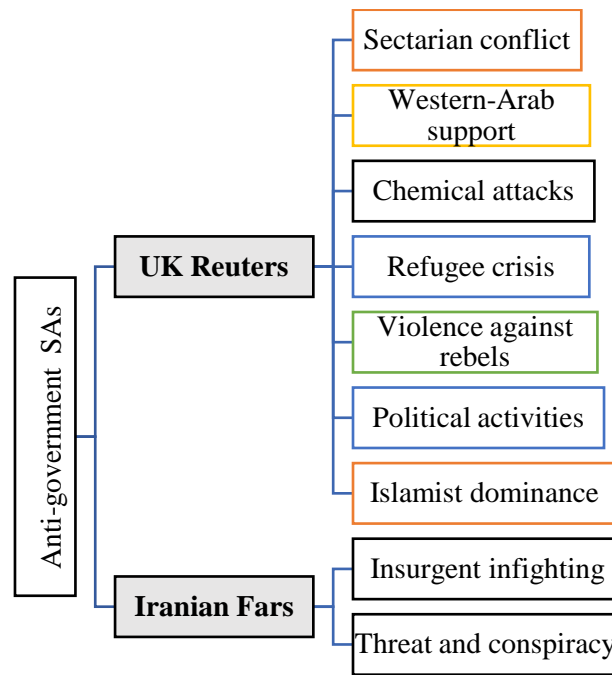 Anti-government SAs
UK Reuters
Sectarian conflict
Western-Arab
support
Chemical attacks
Refugee crisis
Violence against
rebels
Political activities
Islamist dominance
Iranian Fars
Insurgent infighting
Threat and conspiracy